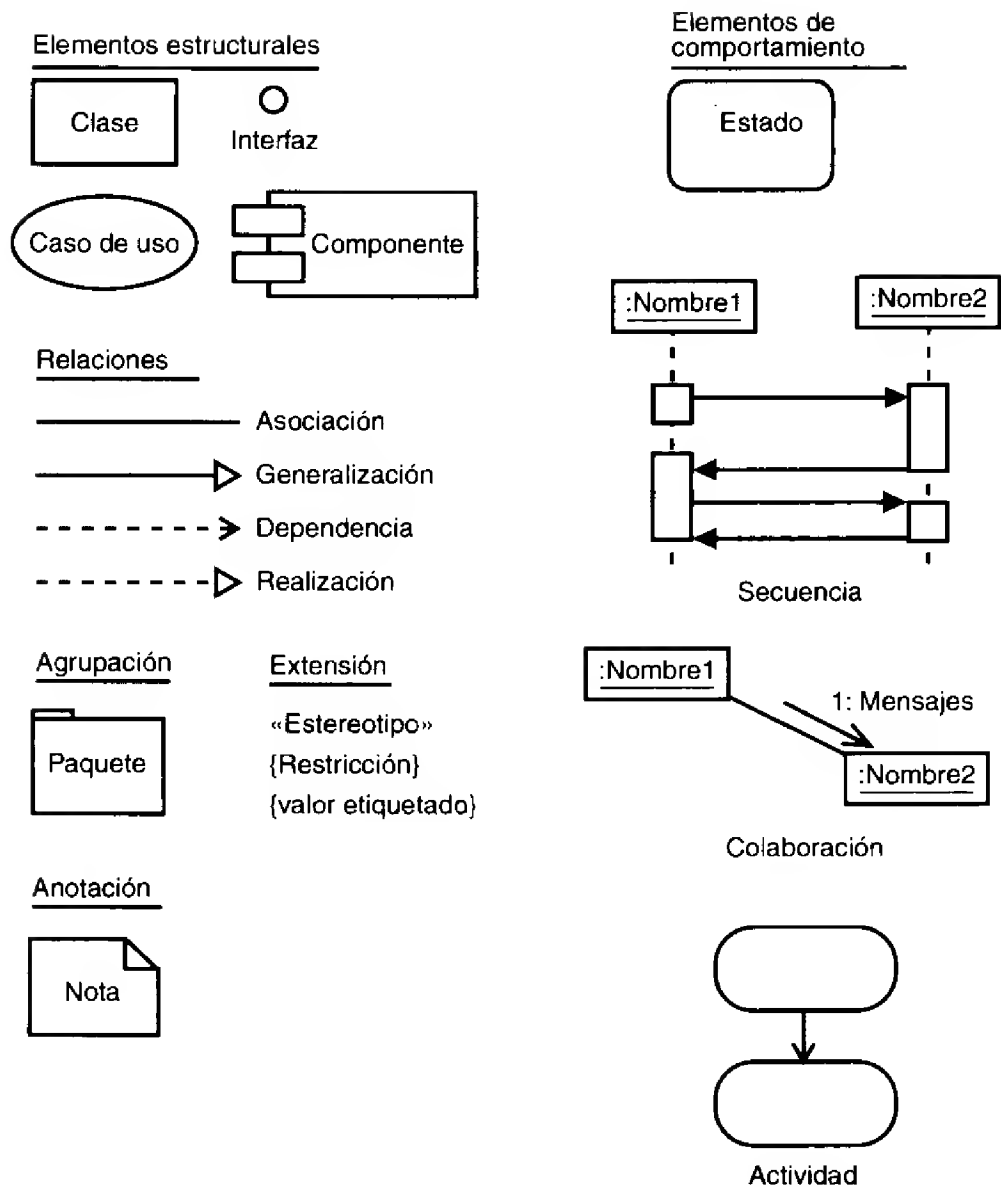 Elementos estructurales
Clase
Interfaz
Caso de uso
Componente
Relaciones
Asociación
Generalización
Dependencia
Realización
Agrupación
Paquete
Extensión
«Estereotipo»
{Restricción}
{valor etiquetado}
Anotación
Nota
Elementos de
comportamiento
Estado
:Nombre1
:Nombre2
Secuencia
:Nombre1
1: Mensajes
:Nombre2
Colaboración
Actividad